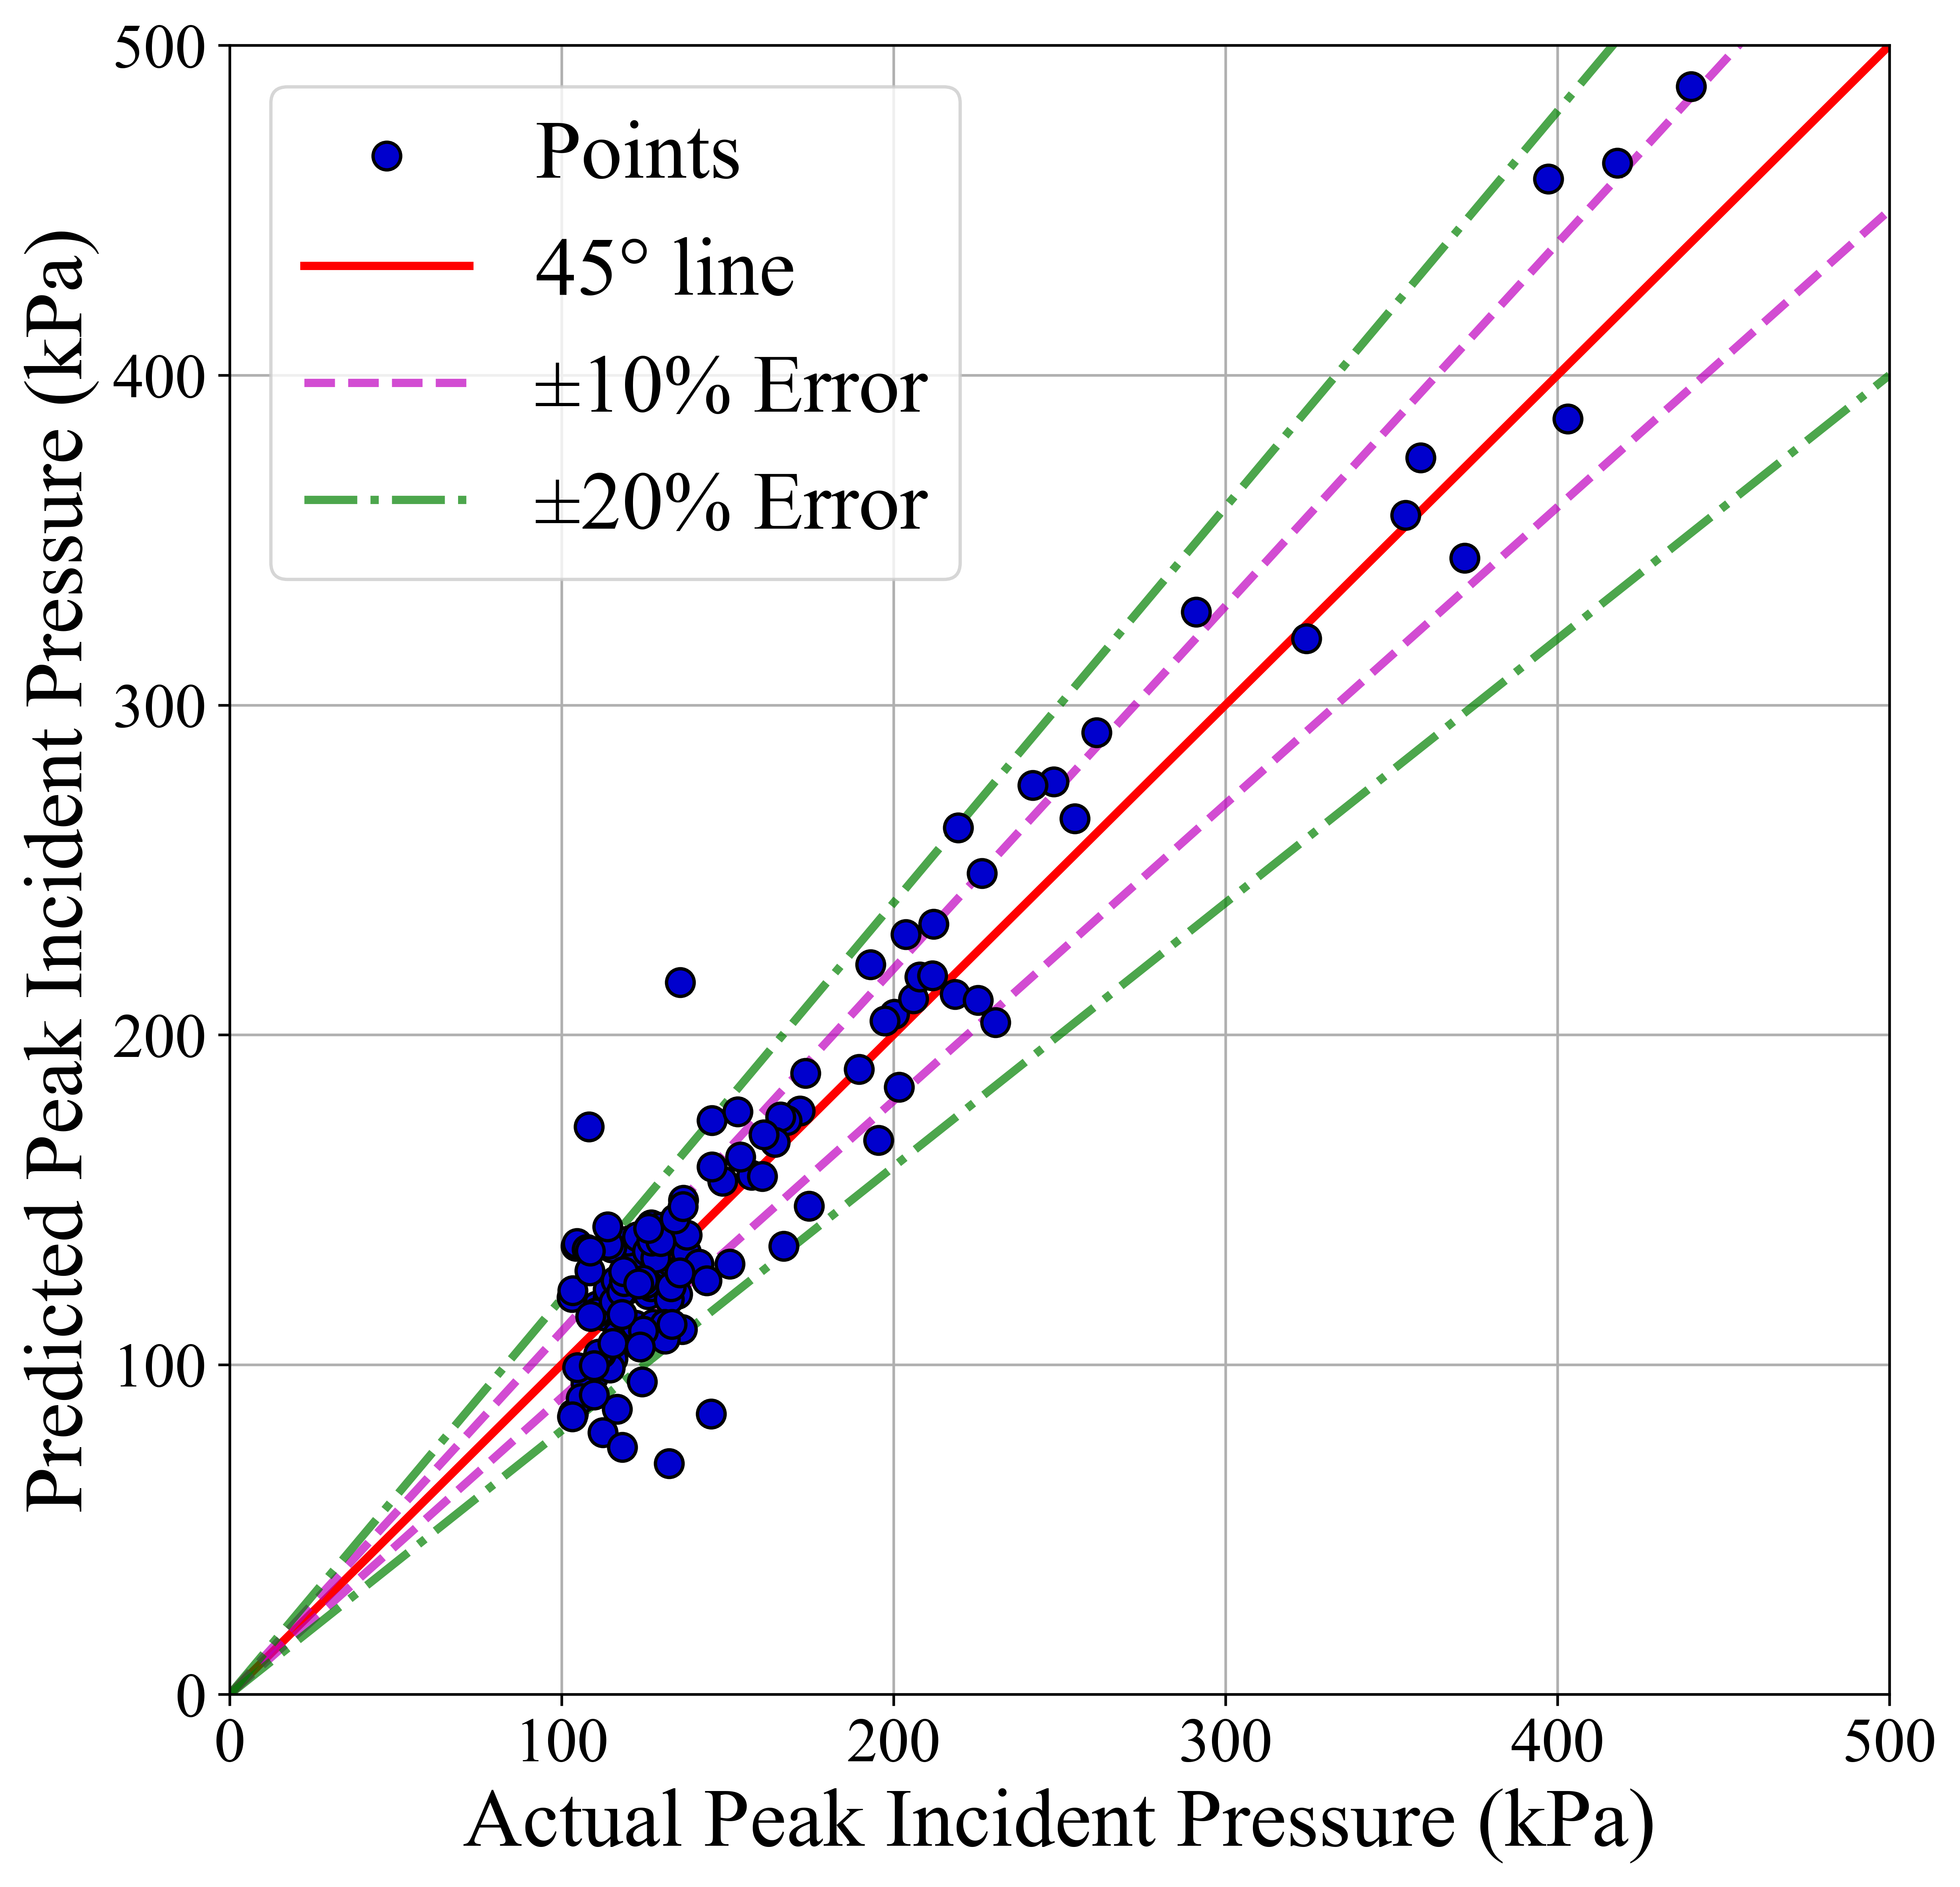 Points
45° line
±10% Error
±20% Error
500
400
300
200
100
0
0 100 200 300 400 500
Predicted Peak Incident Pressure (kPa)
Actual Peak Incident Pressure (kPa)